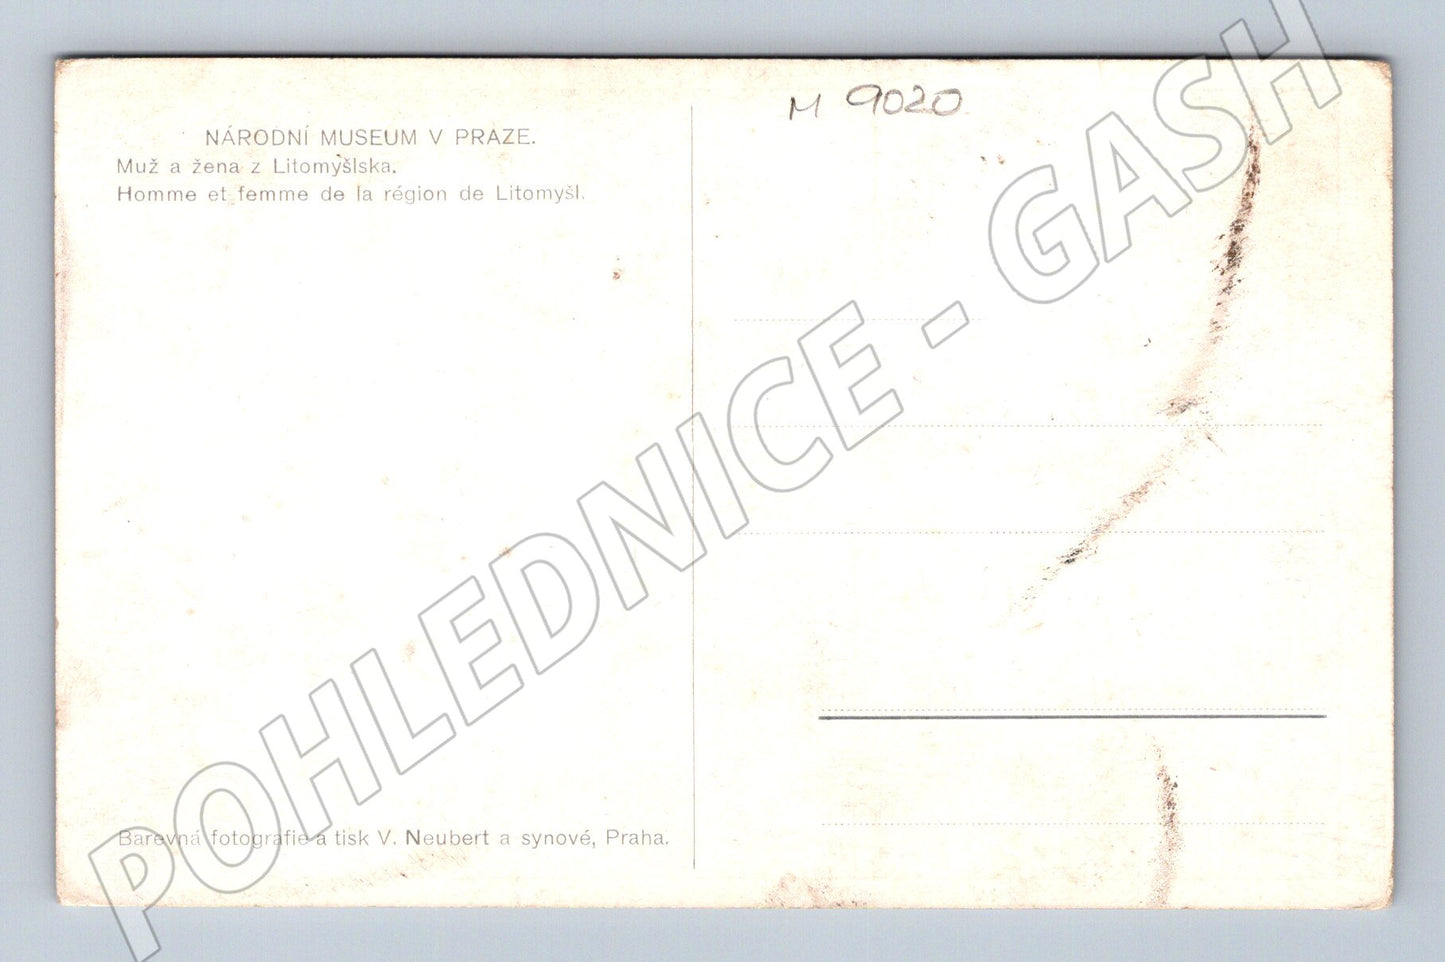 M 9020
NÁRODNÍ MUSEUM V PRAZE.
Muž a žena z Litomyšlska.
Homme et femme de la région de Litomyšl.
POHLEDNICE - GASH
Barevná fotografie a tisk V. Neubert a synové, Praha.